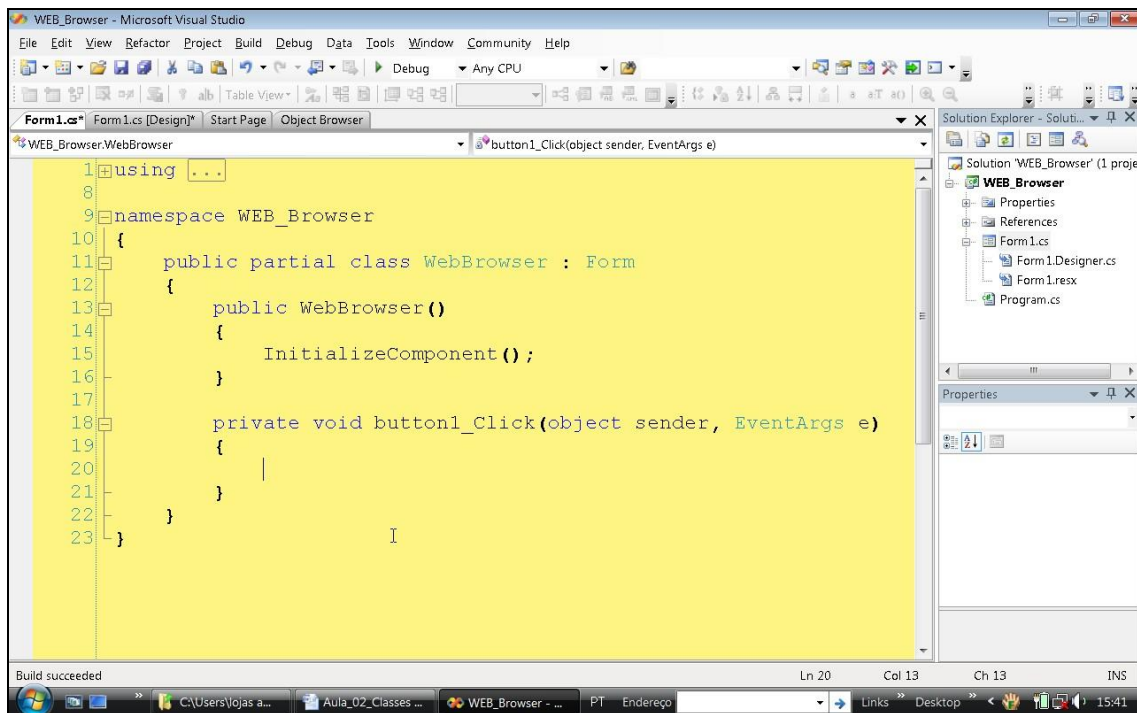 WEB_Browser - Microsoft Visual Studio
File Edit View Refactor Project Build Debug Data Tools Window Community Help
Debug Any CPU
alb Table View
Form1.cs* Form1.cs [Design]* Start Page Object Browser
Solution Explorer - Soluti...
WEB_Browser.WebBrowser button1_Click(object sender, EventArgs e)
Solution 'WEB_Browser' (1 proje
WEB_Browser
Properties
References
Form1.cs
Form1.Designer.cs
Form1.resx
Program.cs
1 using ...
8
9 namespace WEB_Browser
10 {
11 public partial class WebBrowser : Form
12 {
13 public WebBrowser()
14 {
15 InitializeComponent();
16 }
17
18 private void button1_Click(object sender, EventArgs e)
19 {
20
21 }
22 }
23 }
Properties
Build succeeded Ln 20 Col 13 Ch 13 INS
C:\Users\lojas a... Aula_02_Classes ... WEB_Browser - ... PT Endereço Links Desktop 15:41